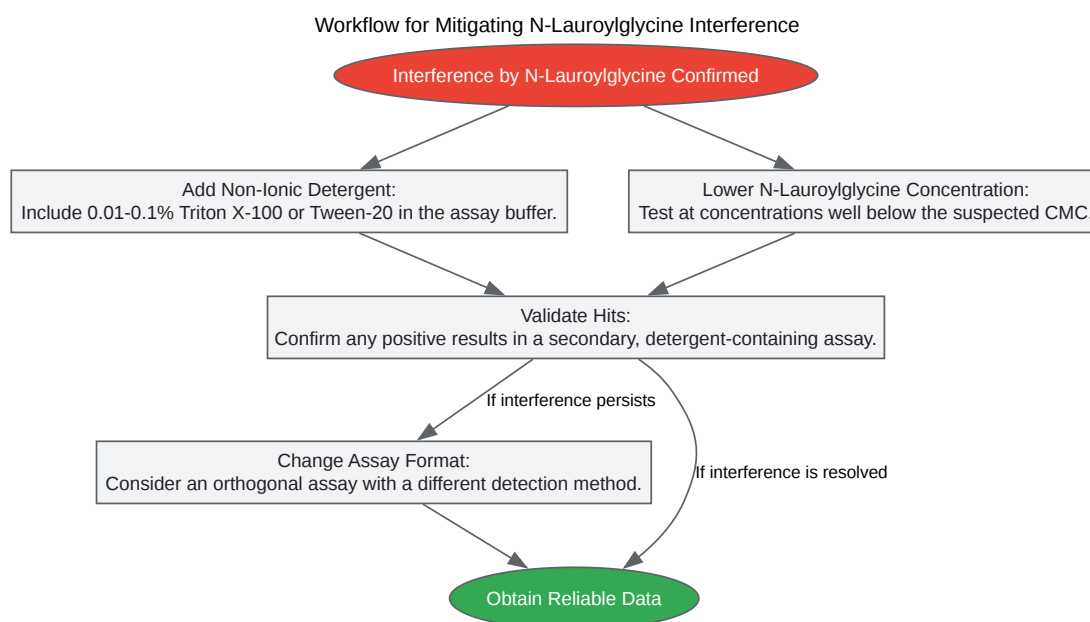 Workflow for Mitigating N-Lauroylglycine Interference
Interference by N-Lauroylglycine Confirmed
Add Non-Ionic Detergent:
Include 0.01-0.1% Triton X-100 or Tween-20 in the assay buffer.
Lower N-Lauroylglycine Concentration:
Test at concentrations well below the suspected CMC.
Validate Hits:
Confirm any positive results in a secondary, detergent-containing assay.
If interference persists
Change Assay Format:
Consider an orthogonal assay with a different detection method.
If interference is resolved
Obtain Reliable Data